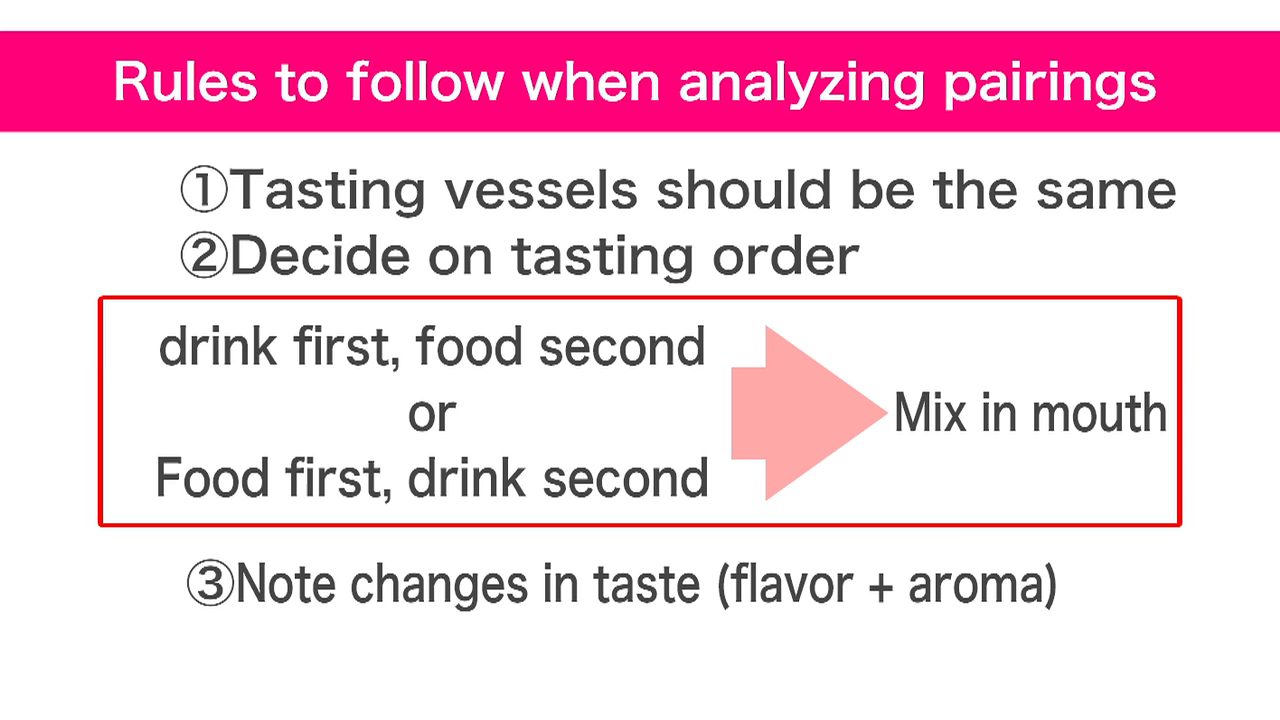 Rules to follow when analyzing pairings
①Tasting vessels should be the same
②Decide on tasting order
drink first, food second
or
Food first, drink second
Mix in mouth
③Note changes in taste (flavor + aroma)